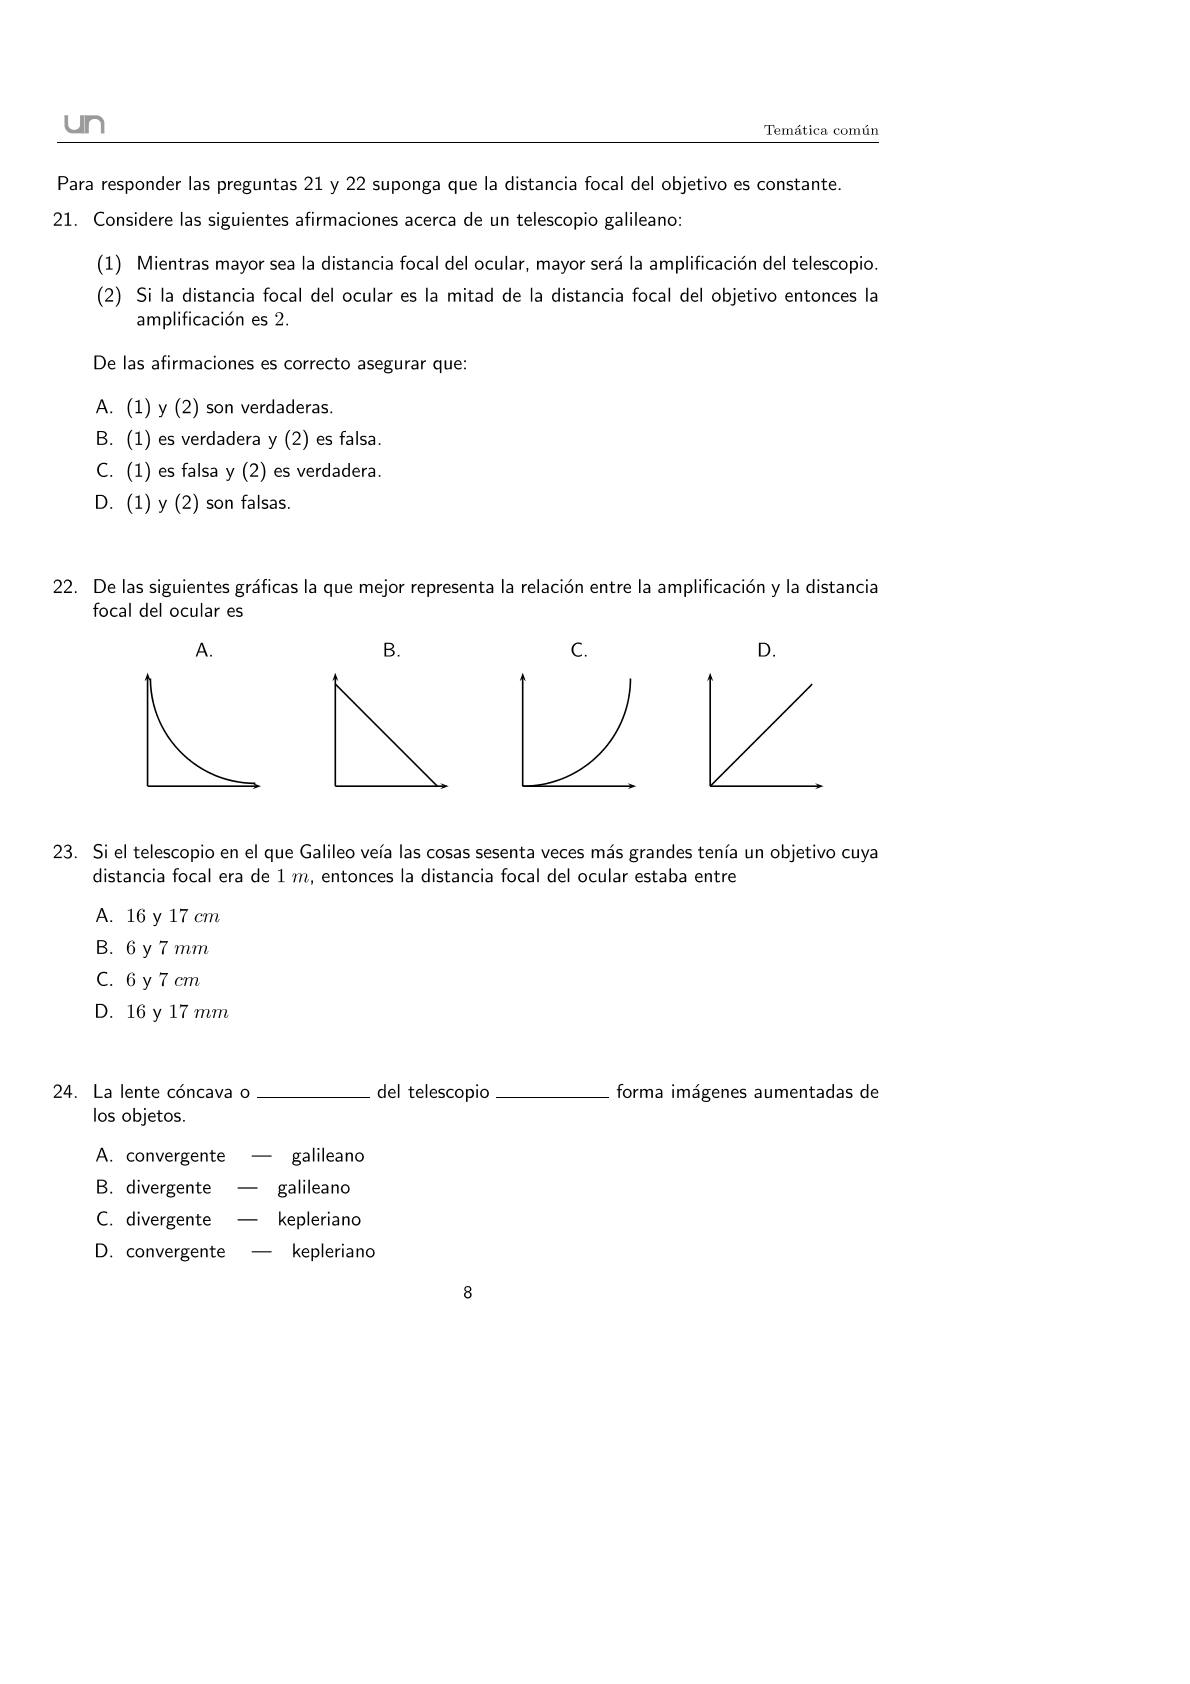 un
Temática común
Para responder las preguntas 21 y 22 suponga que la distancia focal del objetivo es constante.
21. Considere las siguientes afirmaciones acerca de un telescopio galileano:
(1) Mientras mayor sea la distancia focal del ocular, mayor será la amplificación del telescopio.
(2) Si la distancia focal del ocular es la mitad de la distancia focal del objetivo entonces la
amplificación es 2.
De las afirmaciones es correcto asegurar que:
A. (1) y (2) son verdaderas.
B. (1) es verdadera y (2) es falsa.
C. (1) es falsa y (2) es verdadera.
D. (1) y (2) son falsas.
22. De las siguientes gráficas la que mejor representa la relación entre la amplificación y la distancia
focal del ocular es
A. B. C. D.
23. Si el telescopio en el que Galileo veía las cosas sesenta veces más grandes tenía un objetivo cuya
distancia focal era de 1 m, entonces la distancia focal del ocular estaba entre
A. 16 y 17 cm
B. 6 y 7 mm
C. 6 y 7 cm
D. 16 y 17 mm
24. La lente cóncava o __________ del telescopio __________ forma imágenes aumentadas de
los objetos.
A. convergente — galileano
B. divergente — galileano
C. divergente — kepleriano
D. convergente — kepleriano
8